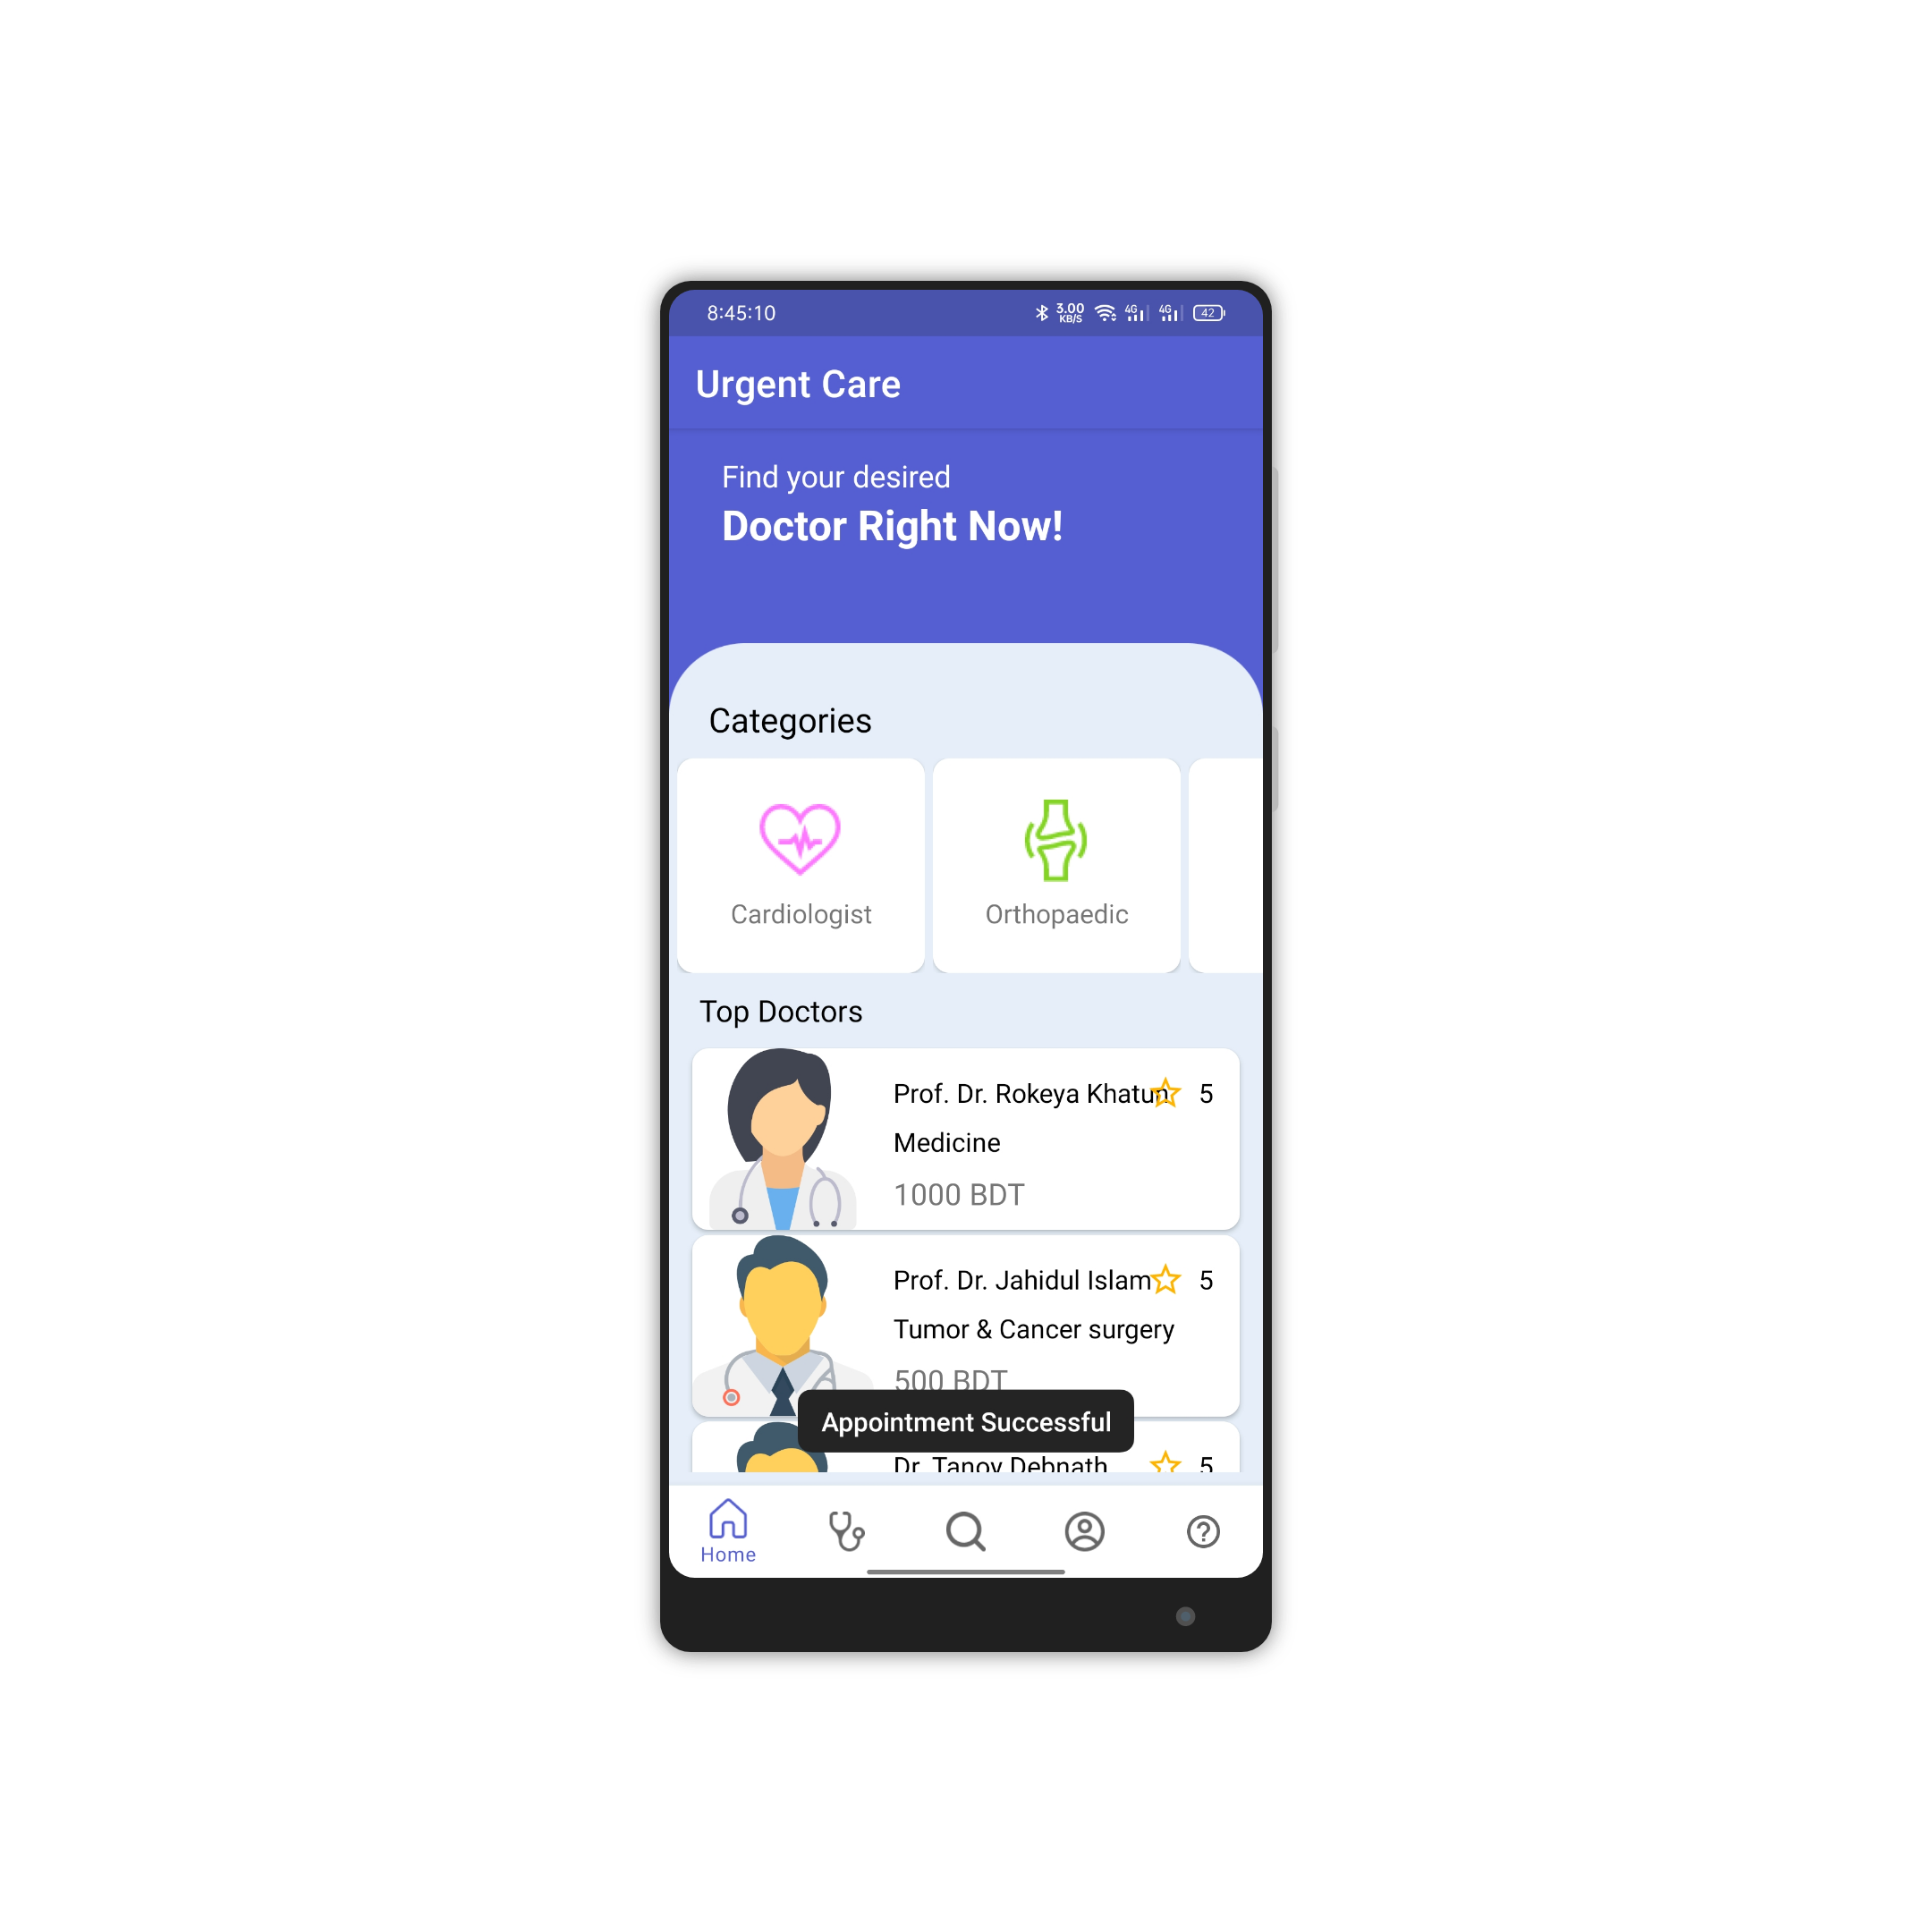 8:45:10 3.00 KB/S 4G 4G 42
Urgent Care
Find your desired
Doctor Right Now!
Categories
Cardiologist Orthopaedic
Top Doctors
Prof. Dr. Rokeya Khatun 5
Medicine
1000 BDT
Prof. Dr. Jahidul Islam 5
Tumor & Cancer surgery
500 BDT
Appointment Successful
Dr. Tanoy Debnath 5
Home